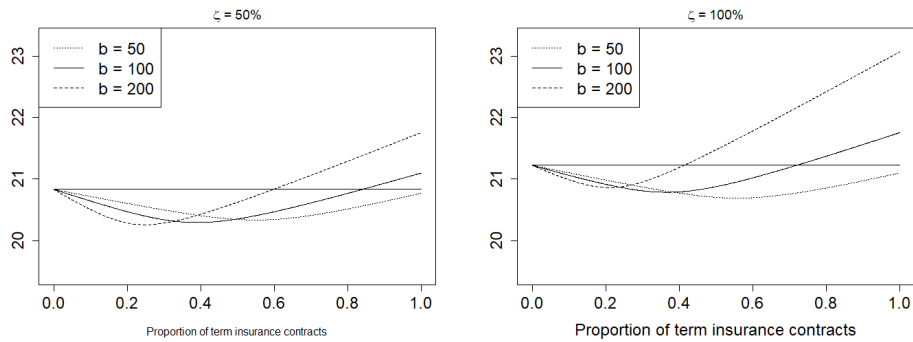 ζ = 50%
b = 50
b = 100
b = 200
23
22
21
20
0.0 0.2 0.4 0.6 0.8 1.0
Proportion of term insurance contracts
ζ = 100%
b = 50
b = 100
b = 200
23
22
21
20
0.0 0.2 0.4 0.6 0.8 1.0
Proportion of term insurance contracts